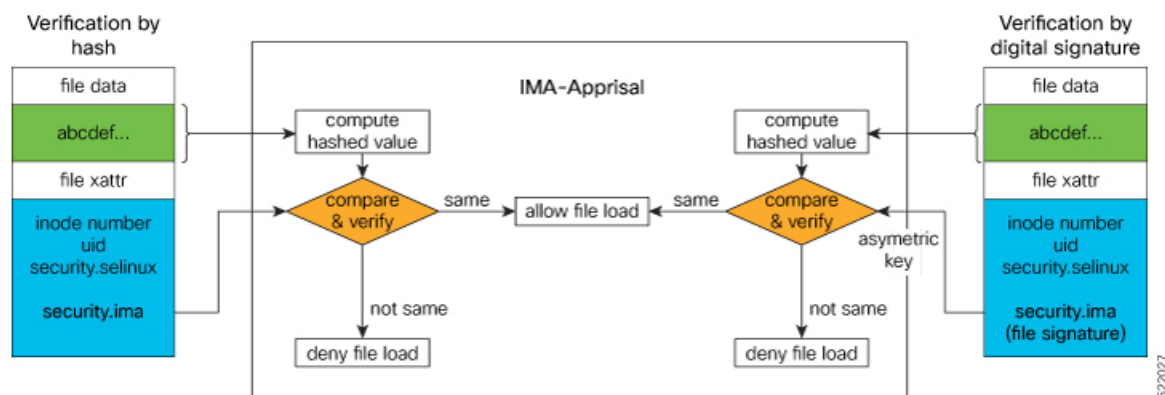 Verification by
hash
file data
abcdef...
file xattr
inode number
uid
security.selinux
security.ima
IMA-Apprisal
compute
hashed value
compare
& verify
same
allow file load
not same
deny file load
compute
hashed value
same
compare
& verify
asymetric
key
not same
deny file load
Verification by
digital signature
file data
abcdef...
file xattr
inode number
uid
security.selinux
security.ima
(file signature)
522027